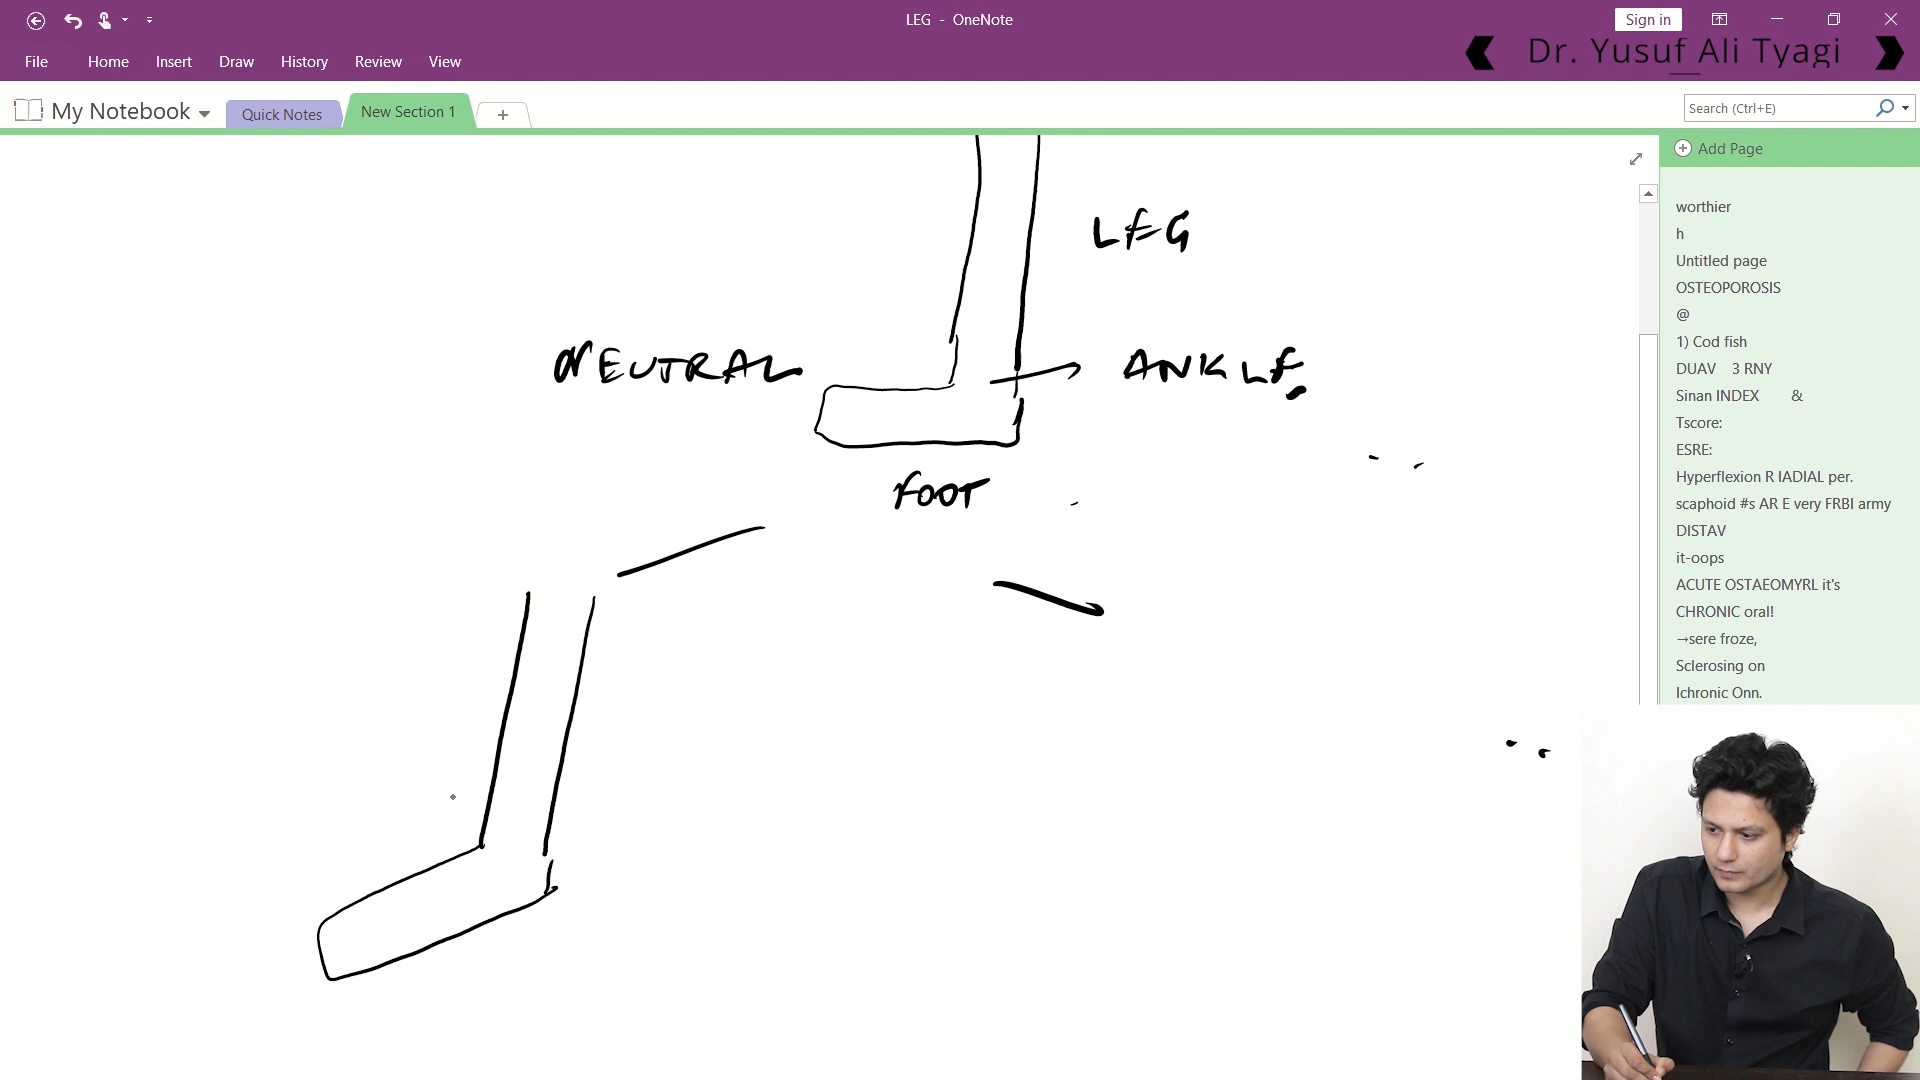 LEG - OneNote
Sign in
File Home Insert Draw History Review View
Dr. Yusuf Ali Tyagi
My Notebook
Quick Notes
New Section 1
Search (Ctrl+E)
Add Page
worthier
h
Untitled page
OSTEOPOROSIS
@
1) Cod fish
DUAV 3 RNY
Sinan INDEX &
Tscore:
ESRE:
Hyperflexion R IADIAL per.
scaphoid #s AR E very FRBI army
DISTAV
it-oops
ACUTE OSTAEOMYRL it's
CHRONIC oral!
→sere froze,
Sclerosing on
Ichronic Onn.
LEG
NEUTRAL
ANKLE
FOOT